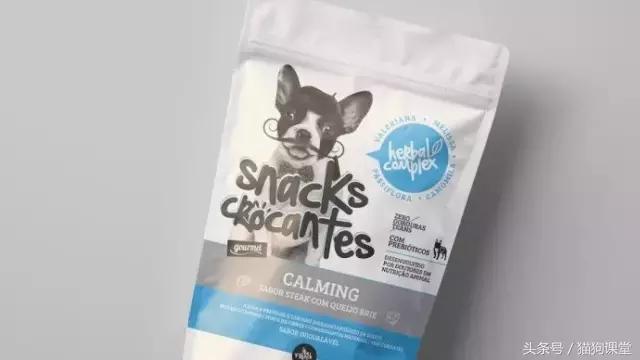 VALERIANA • MELISSA
PASSIFLORA • CAMOMILA
herbal
complex
snacks
crôcantes
gourmet
ZERO
GORDURAS
TRANS
COM PREBIÓTICOS
DESENVOLVIDO
POR DOUTORES EM
NUTRIÇÃO ANIMAL
CALMING
SABOR STEAK COM QUEIJO BRIE
SABOR INIGUALÁVEL
头条号／猫狗课堂